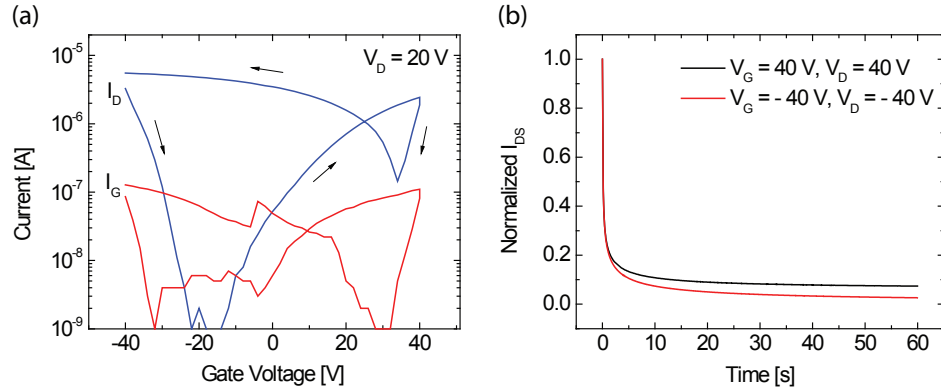 (a)
V_D = 20 V
I_D
I_G
Current [A]
10^-5
10^-6
10^-7
10^-8
10^-9
-40 -20 0 20 40
Gate Voltage [V]
(b)
V_G = 40 V, V_D = 40 V
V_G = - 40 V, V_D = - 40 V
Normalized I_DS
1.0
0.8
0.6
0.4
0.2
0.0
0 10 20 30 40 50 60
Time [s]